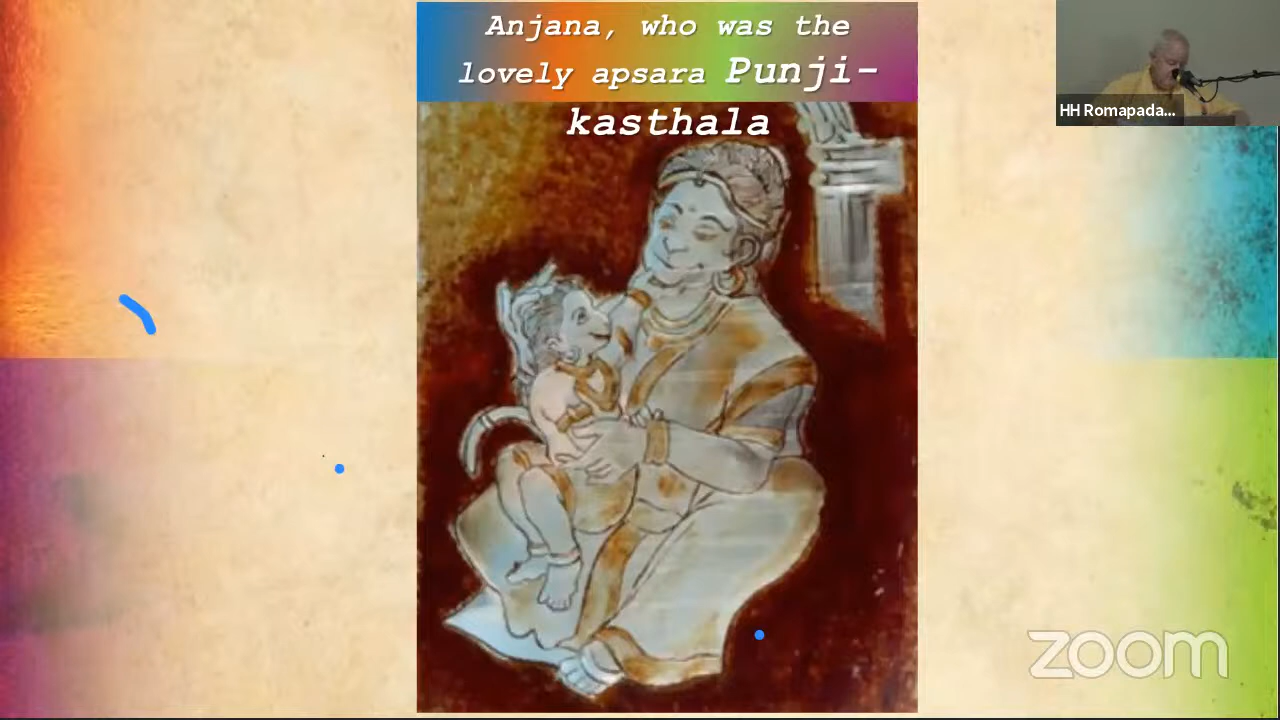 Anjana, who was the
lovely apsara Punji-
kasthala
HH Romapada...
zoom